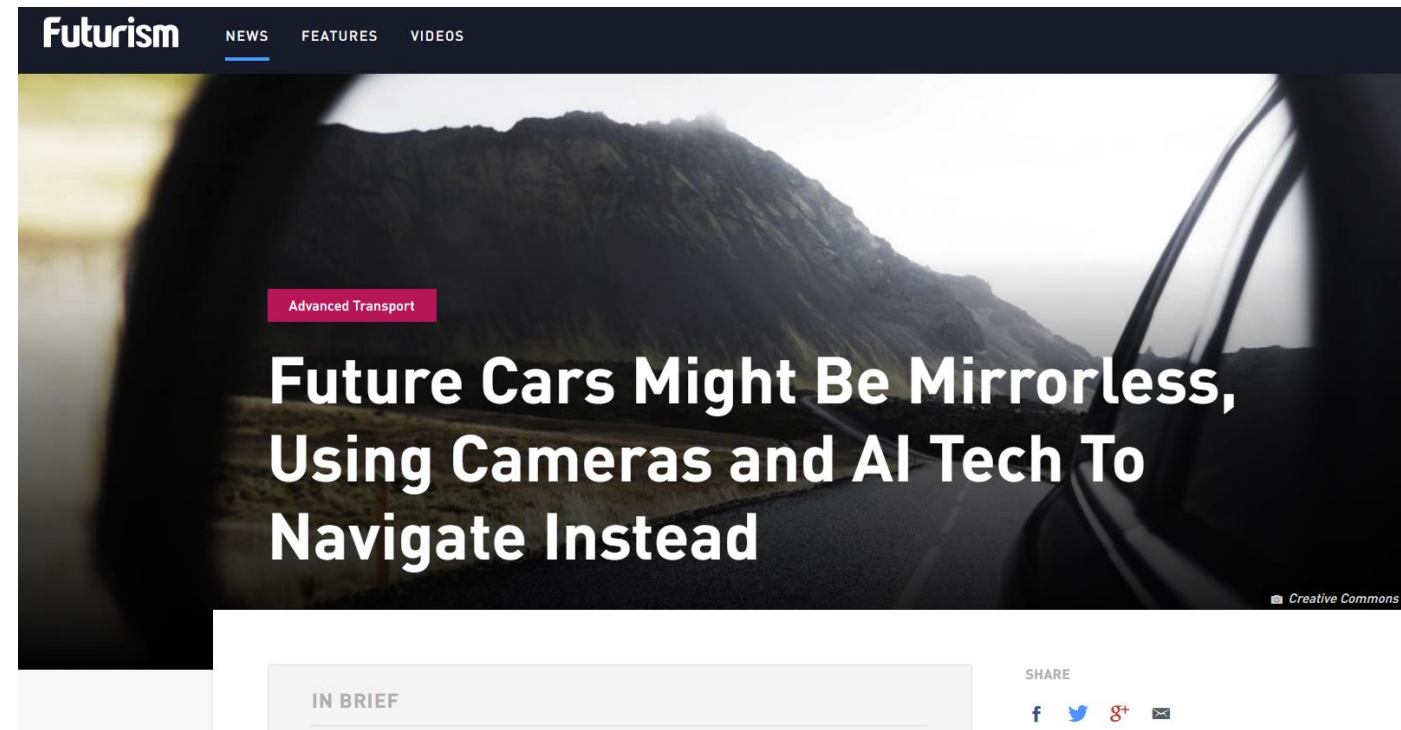 Futurism NEWS FEATURES VIDEOS
Advanced Transport
Future Cars Might Be Mirrorless,
Using Cameras and AI Tech To
Navigate Instead
Creative Commons
IN BRIEF
SHARE
f g+